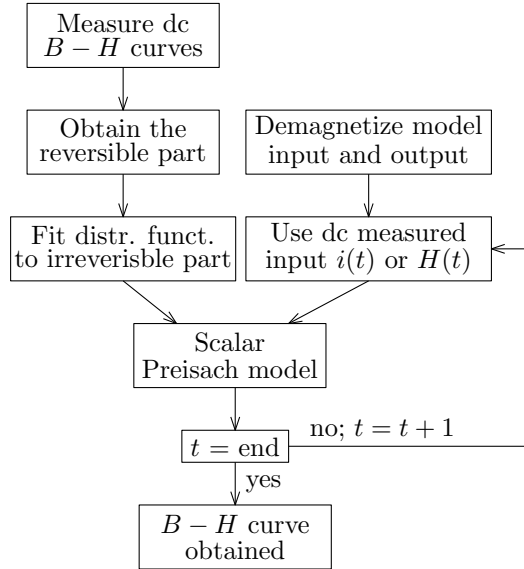 Measure dc
B − H curves
Obtain the
reversible part
Demagnetize model
input and output
Fit distr. funct.
to irreverisble part
Use dc measured
input i(t) or H(t)
Scalar
Preisach model
t = end
no; t = t + 1
yes
B − H curve
obtained